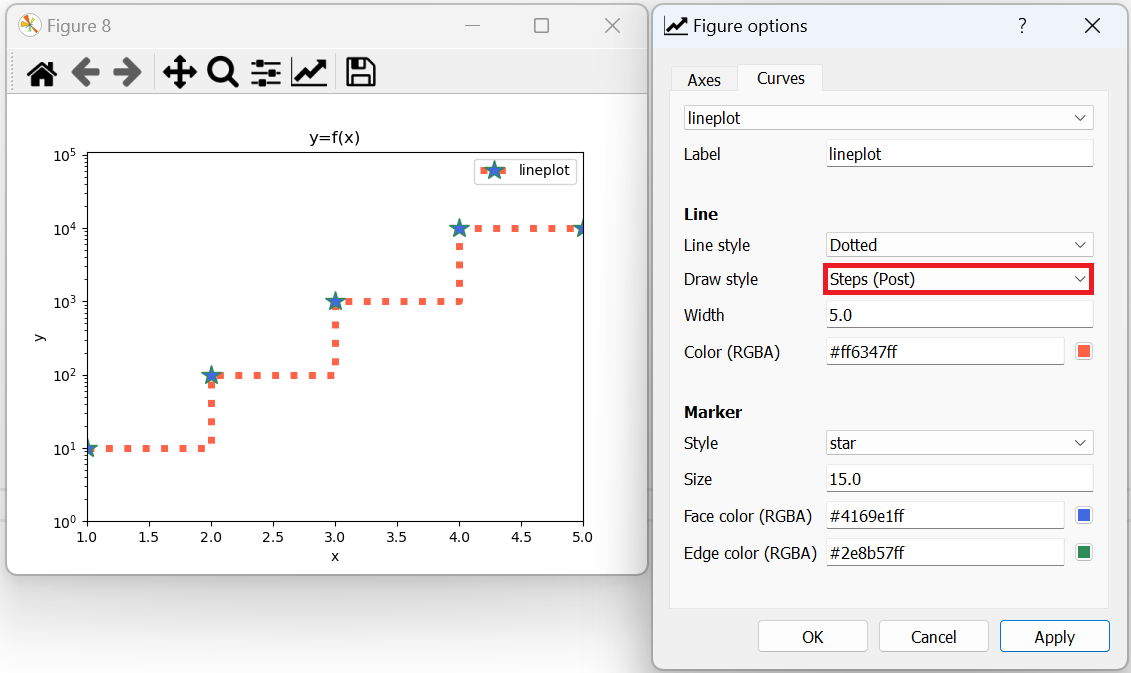 Figure 8
y=f(x)
lineplot
10^5
10^4
10^3
10^2
10^1
10^0
y
1.0 1.5 2.0 2.5 3.0 3.5 4.0 4.5 5.0
x
Figure options
?
Axes Curves
lineplot
Label lineplot
Line
Line style Dotted
Draw style Steps (Post)
Width 5.0
Color (RGBA) #ff6347ff
Marker
Style star
Size 15.0
Face color (RGBA) #4169e1ff
Edge color (RGBA) #2e8b57ff
OK Cancel Apply